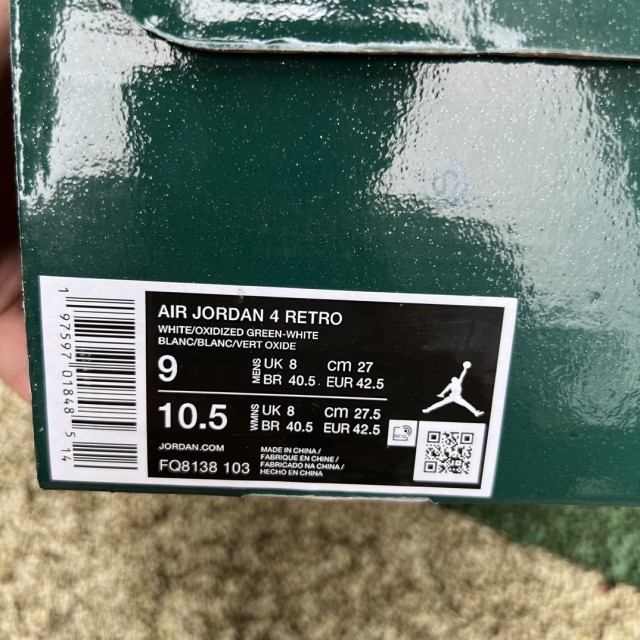 AIR JORDAN 4 RETRO
WHITE/OXIDIZED GREEN-WHITE
BLANC/BLANC/VERT OXIDE
9 MENS UK 8 CM 27
BR 40.5 EUR 42.5
10.5 WMNS UK 8 CM 27.5
BR 40.5 EUR 42.5
JORDAN.COM
FQ8138 103
MADE IN CHINA/
FABRIQUE EN CHINE/
FABRICADO NA CHINA/
HECHO EN CHINA
RFID
1 97597 01848 5 14